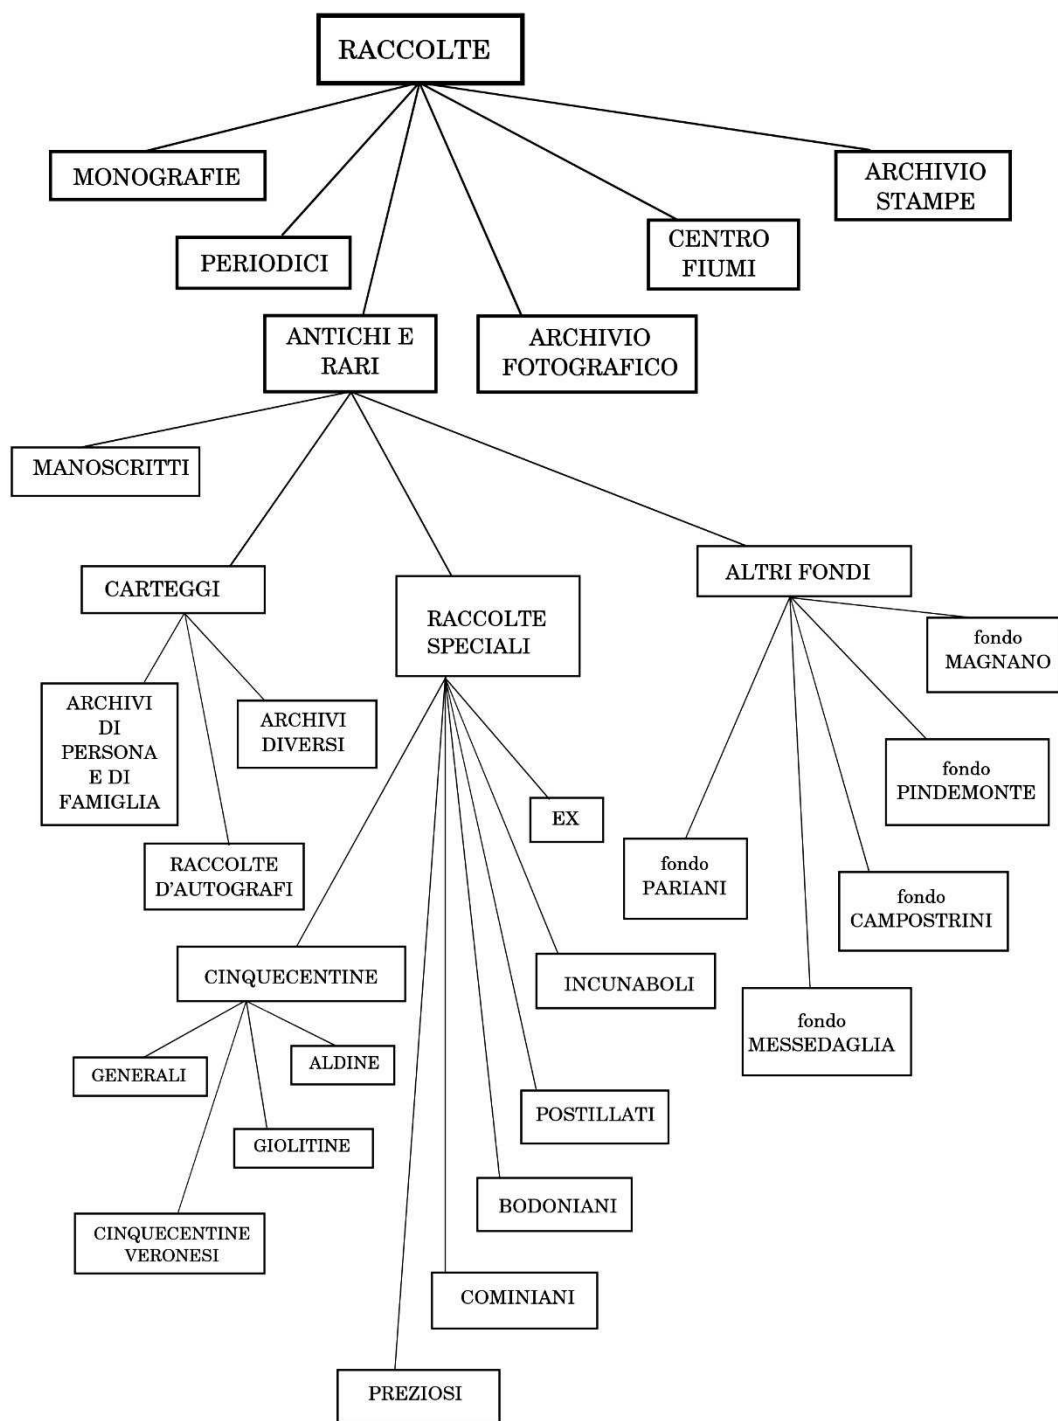 RACCOLTE
MONOGRAFIE
ARCHIVIO
STAMPE
PERIODICI
CENTRO
FIUMI
ANTICHI E
RARI
ARCHIVIO
FOTOGRAFICO
MANOSCRITTI
CARTEGGI
RACCOLTE
SPECIALI
ALTRI FONDI
fondo
MAGNANO
ARCHIVI
DI
PERSONA
E DI
FAMIGLIA
ARCHIVI
DIVERSI
fondo
PINDEMONTE
EX
RACCOLTE
D'AUTOGRAFI
fondo
PARIANI
fondo
CAMPOSTRINI
CINQUECENTINE
INCUNABOLI
fondo
MESSEDAGLIA
GENERALI
ALDINE
GIOLITINE
POSTILLATI
CINQUECENTINE
VERONESI
BODONIANI
COMINIANI
PREZIOSI